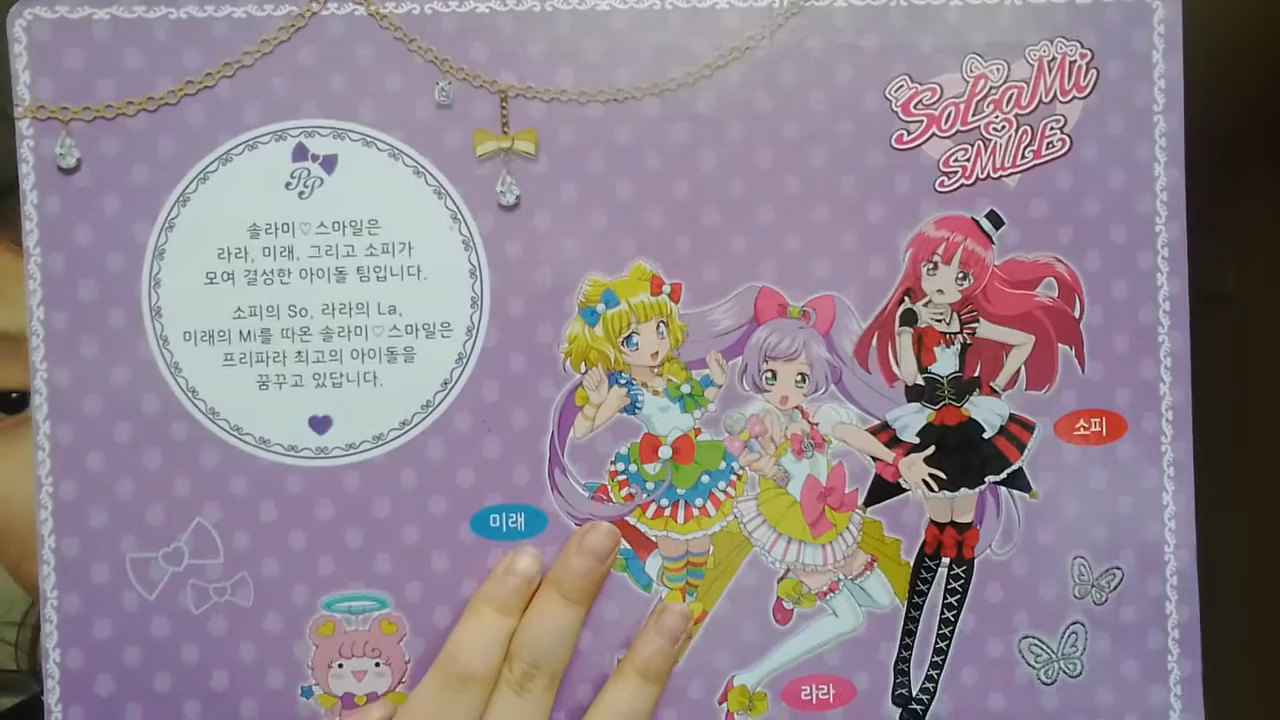 PP
솔라미♡스마일은
라라, 미래, 그리고 소피가
모여 결성한 아이돌 팀입니다.
소피의 So, 라라의 La,
미래의 Mi를 따온 솔라미♡스마일은
프리파라 최고의 아이돌을
꿈꾸고 있답니다.
SoLaMi
SMILE
소피
미래
라라